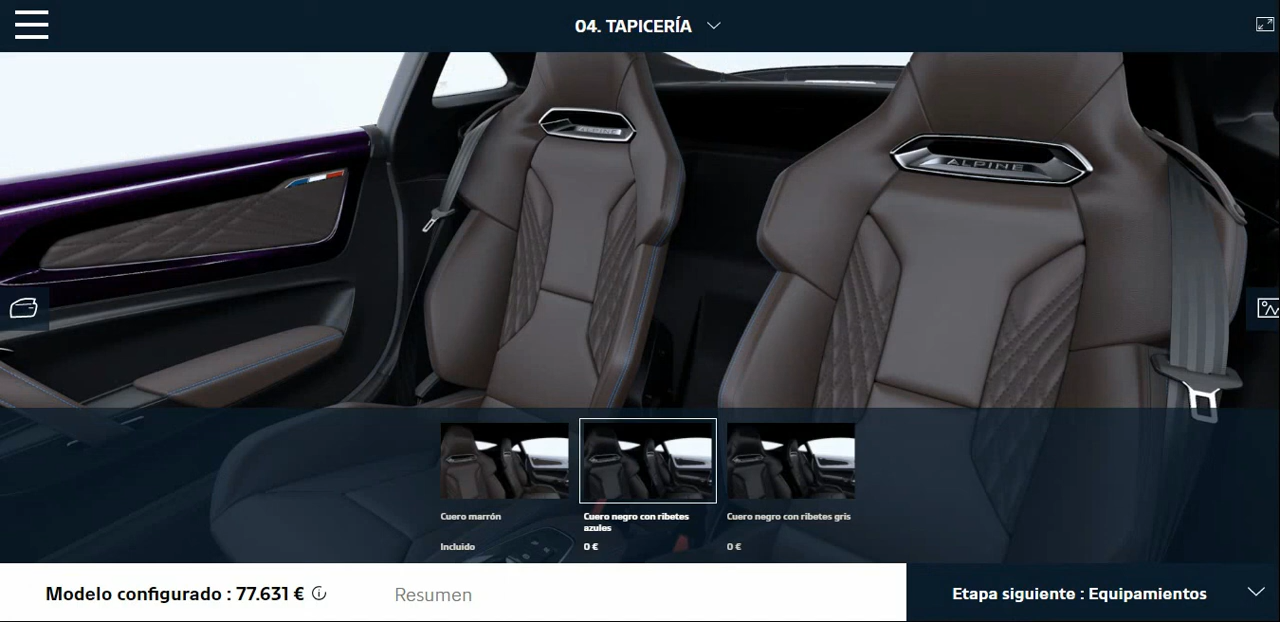 04. TAPICERÍA
ALPINE
ALPINE
Cuero marrón
Incluido
Cuero negro con ribetes
azules
0 €
Cuero negro con ribetes gris
0 €
Modelo configurado : 77.631 €
Resumen
Etapa siguiente : Equipamientos